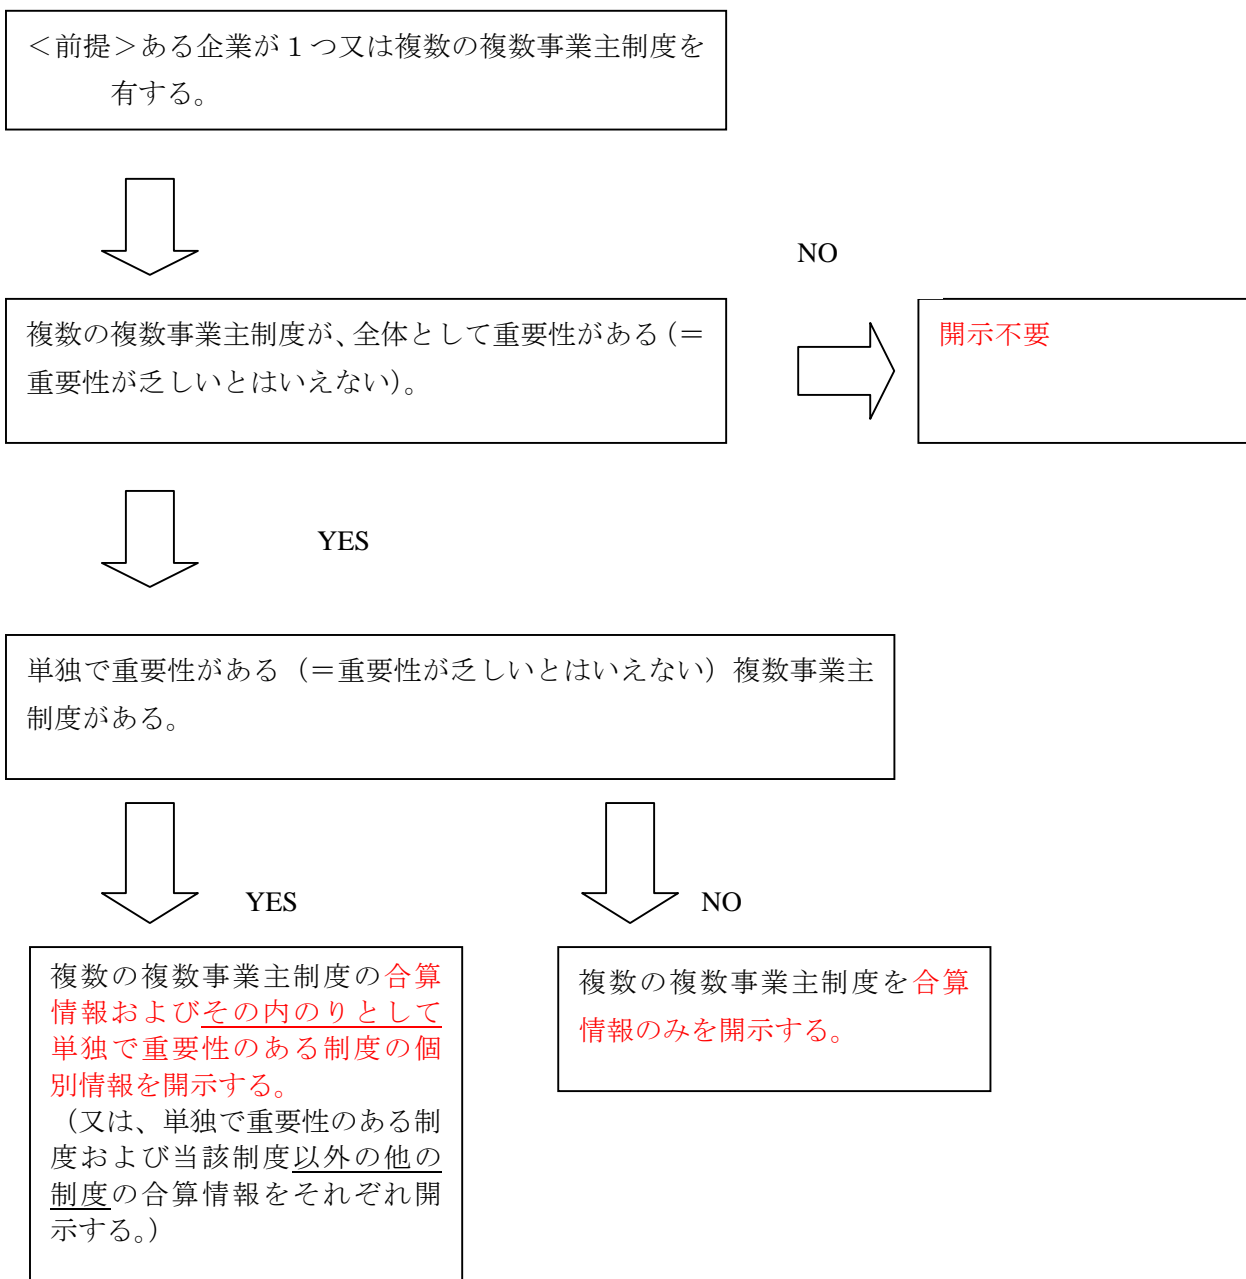 ＜前提＞ある企業が１つ又は複数の複数事業主制度を
有する。
NO
複数の複数事業主制度が、全体として重要性がある（＝
重要性が乏しいとはいえない）。
開示不要
YES
単独で重要性がある（＝重要性が乏しいとはいえない）複数事業主
制度がある。
YES
NO
複数の複数事業主制度の合算
情報およびその内のりとして
単独で重要性のある制度の個
別情報を開示する。
（又は、単独で重要性のある制
度および当該制度以外の他の
制度の合算情報をそれぞれ開
示する。）
複数の複数事業主制度を合算
情報のみを開示する。